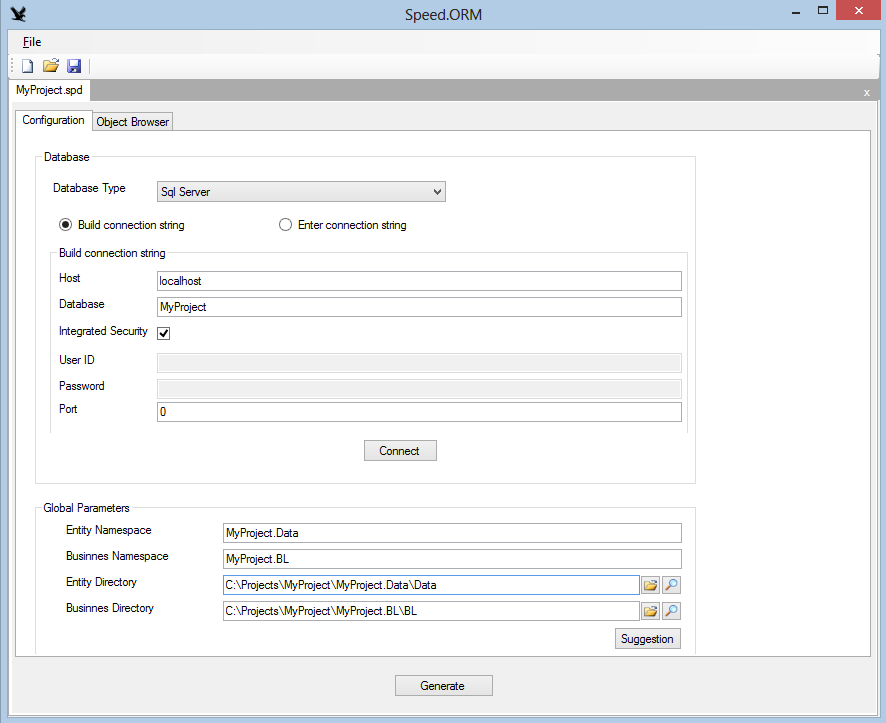 Speed.ORM
File
MyProject.spd
x
Configuration Object Browser
Database
Database Type Sql Server
Build connection string Enter connection string
Build connection string
Host localhost
Database MyProject
Integrated Security
User ID
Password
Port 0
Connect
Global Parameters
Entity Namespace MyProject.Data
Businnes Namespace MyProject.BL
Entity Directory C:\Projects\MyProject\MyProject.Data\Data
Businnes Directory C:\Projects\MyProject\MyProject.BL\BL
Suggestion
Generate